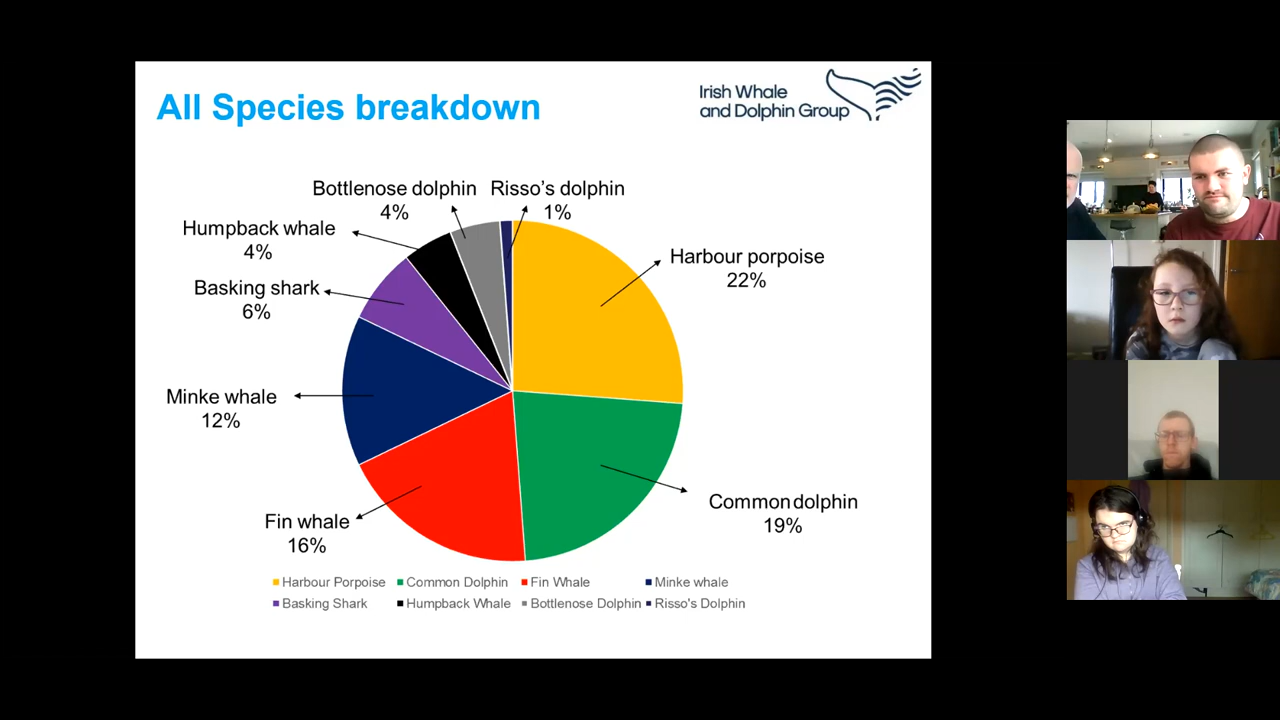 All Species breakdown
Irish Whale
and Dolphin Group
Bottlenose dolphin
4%
Risso's dolphin
1%
Humpback whale
4%
Harbour porpoise
22%
Basking shark
6%
Minke whale
12%
Common dolphin
19%
Fin whale
16%
Harbour Porpoise
Common Dolphin
Fin Whale
Minke whale
Basking Shark
Humpback Whale
Bottlenose Dolphin
Risso's Dolphin